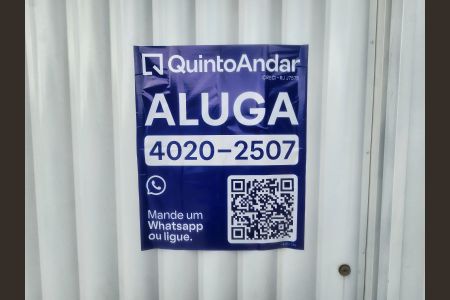 QuintoAndar
ALUGA
4020-2507
Mande um
Whatsapp
ou ligue.